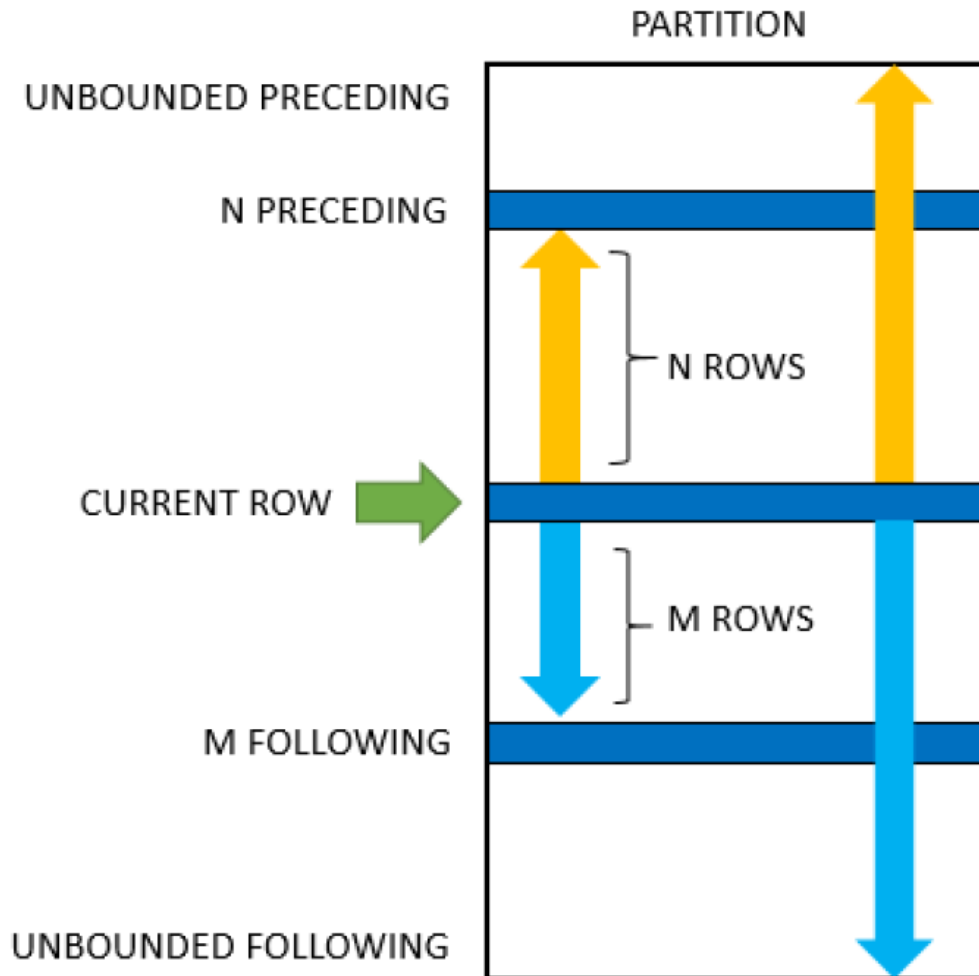 PARTITION
UNBOUNDED PRECEDING
N PRECEDING
N ROWS
CURRENT ROW
M ROWS
M FOLLOWING
UNBOUNDED FOLLOWING